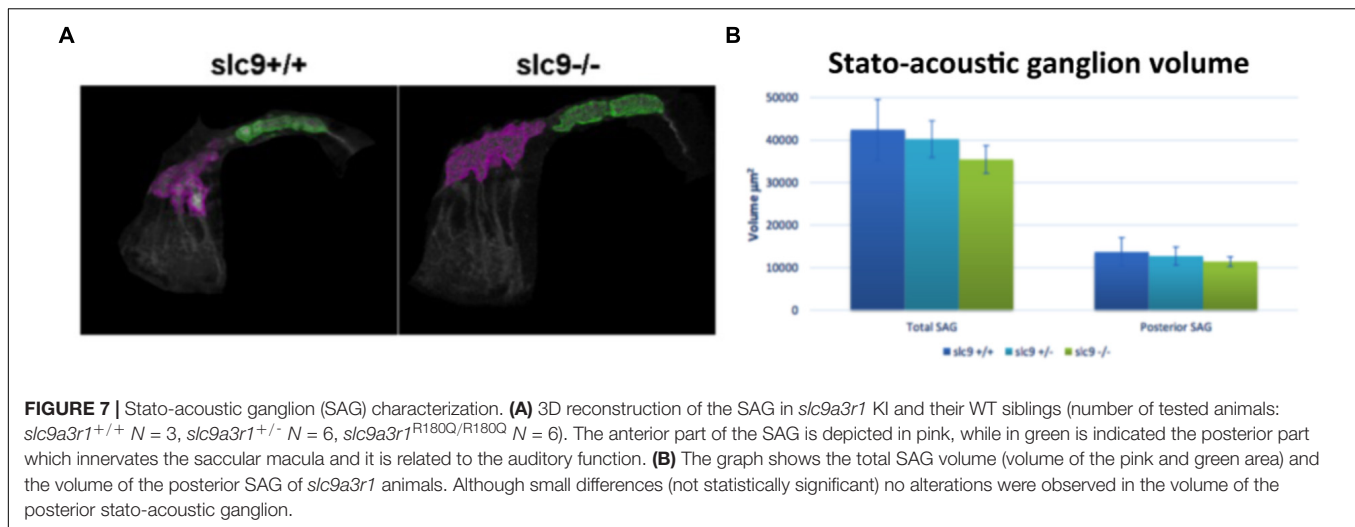 A
slc9+/+
slc9-/-
B
Stato-acoustic ganglion volume
50000
40000
30000
20000
10000
0
Volume µm²
Total SAG
Posterior SAG
slc9 +/+
slc9 +/-
slc9 -/-
FIGURE 7 | Stato-acoustic ganglion (SAG) characterization. (A) 3D reconstruction of the SAG in slc9a3r1 KI and their WT siblings (number of tested animals:
slc9a3r1+/+ N = 3, slc9a3r1+/- N = 6, slc9a3r1R180Q/R180Q N = 6). The anterior part of the SAG is depicted in pink, while in green is indicated the posterior part
which innervates the saccular macula and it is related to the auditory function. (B) The graph shows the total SAG volume (volume of the pink and green area) and
the volume of the posterior SAG of slc9a3r1 animals. Although small differences (not statistically significant) no alterations were observed in the volume of the
posterior stato-acoustic ganglion.